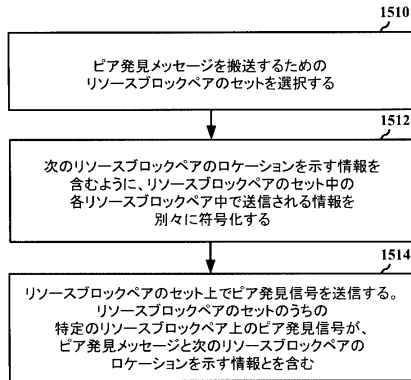 1510
ピア発見メッセージを搬送するための
リソースブロックペアのセットを選択する
1512
次のリソースブロックペアのロケーションを示す情報を
含むように、リソースブロックペアのセット中の
各リソースブロックペア中で送信される情報を
別々に符号化する
1514
リソースブロックペアのセット上でピア発見信号を送信する。
リソースブロックペアのセットのうちの
特定のリソースブロックペア上のピア発見信号が、
ピア発見メッセージと次のリソースブロックペアの
ロケーションを示す情報とを含む